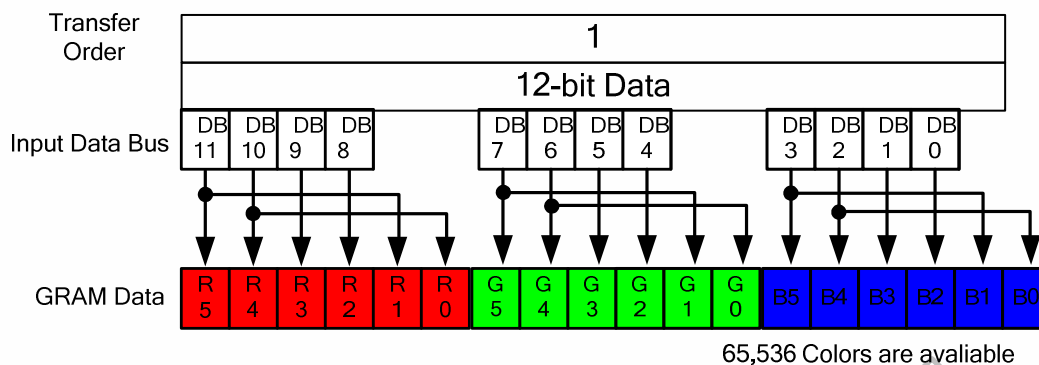 Transfer Order
1
12-bit Data
Input Data Bus
DB 11 DB 10 DB 9 DB 8 DB 7 DB 6 DB 5 DB 4 DB 3 DB 2 DB 1 DB 0
GRAM Data
R 5 R 4 R 3 R 2 R 1 R 0 G 5 G 4 G 3 G 2 G 1 G 0 B5 B4 B3 B2 B1 B0
65,536 Colors are avaliable